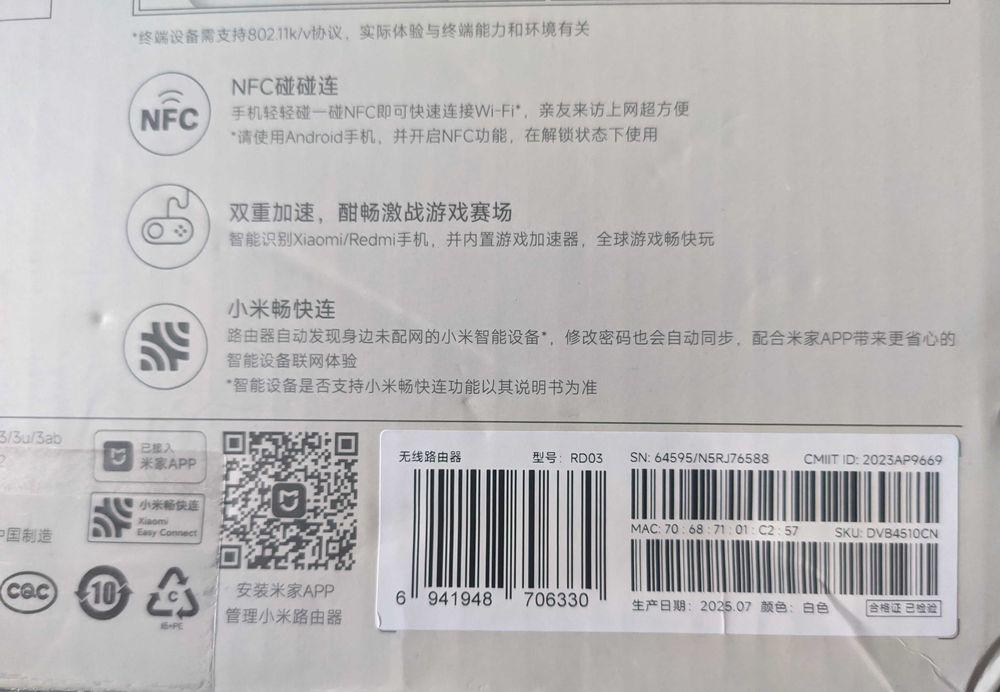 *终端设备需支持802.11k/v协议，实际体验与终端能力和环境有关
NFC
NFC碰碰连
手机轻轻碰一碰NFC即可快速连接Wi-Fi*，亲友来访上网超方便
*请使用Android手机，并开启NFC功能，在解锁状态下使用
双重加速，酣畅激战游戏赛场
智能识别Xiaomi/Redmi手机，并内置游戏加速器，全球游戏畅快玩
小米畅快连
路由器自动发现身边未配网的小米智能设备*，修改密码也会自动同步，配合米家APP带来更省心的
智能设备联网体验
*智能设备是否支持小米畅快连功能以其说明书为准
3/3u/3ab
2
中国制造
已接入
米家APP
小米畅快连
Xiaomi
Easy Connect
CQC
10
C
纸+PE
安装米家APP
管理小米路由器
无线路由器 型号：RD03
6 941948 706330
SN: 64595/N5RJ76588 CMIIT ID: 2023AP9669
MAC: 70:68:71:01:C2:57 SKU: DVB4510CN
生产日期：2025.07 颜色：白色 合格证 已检验